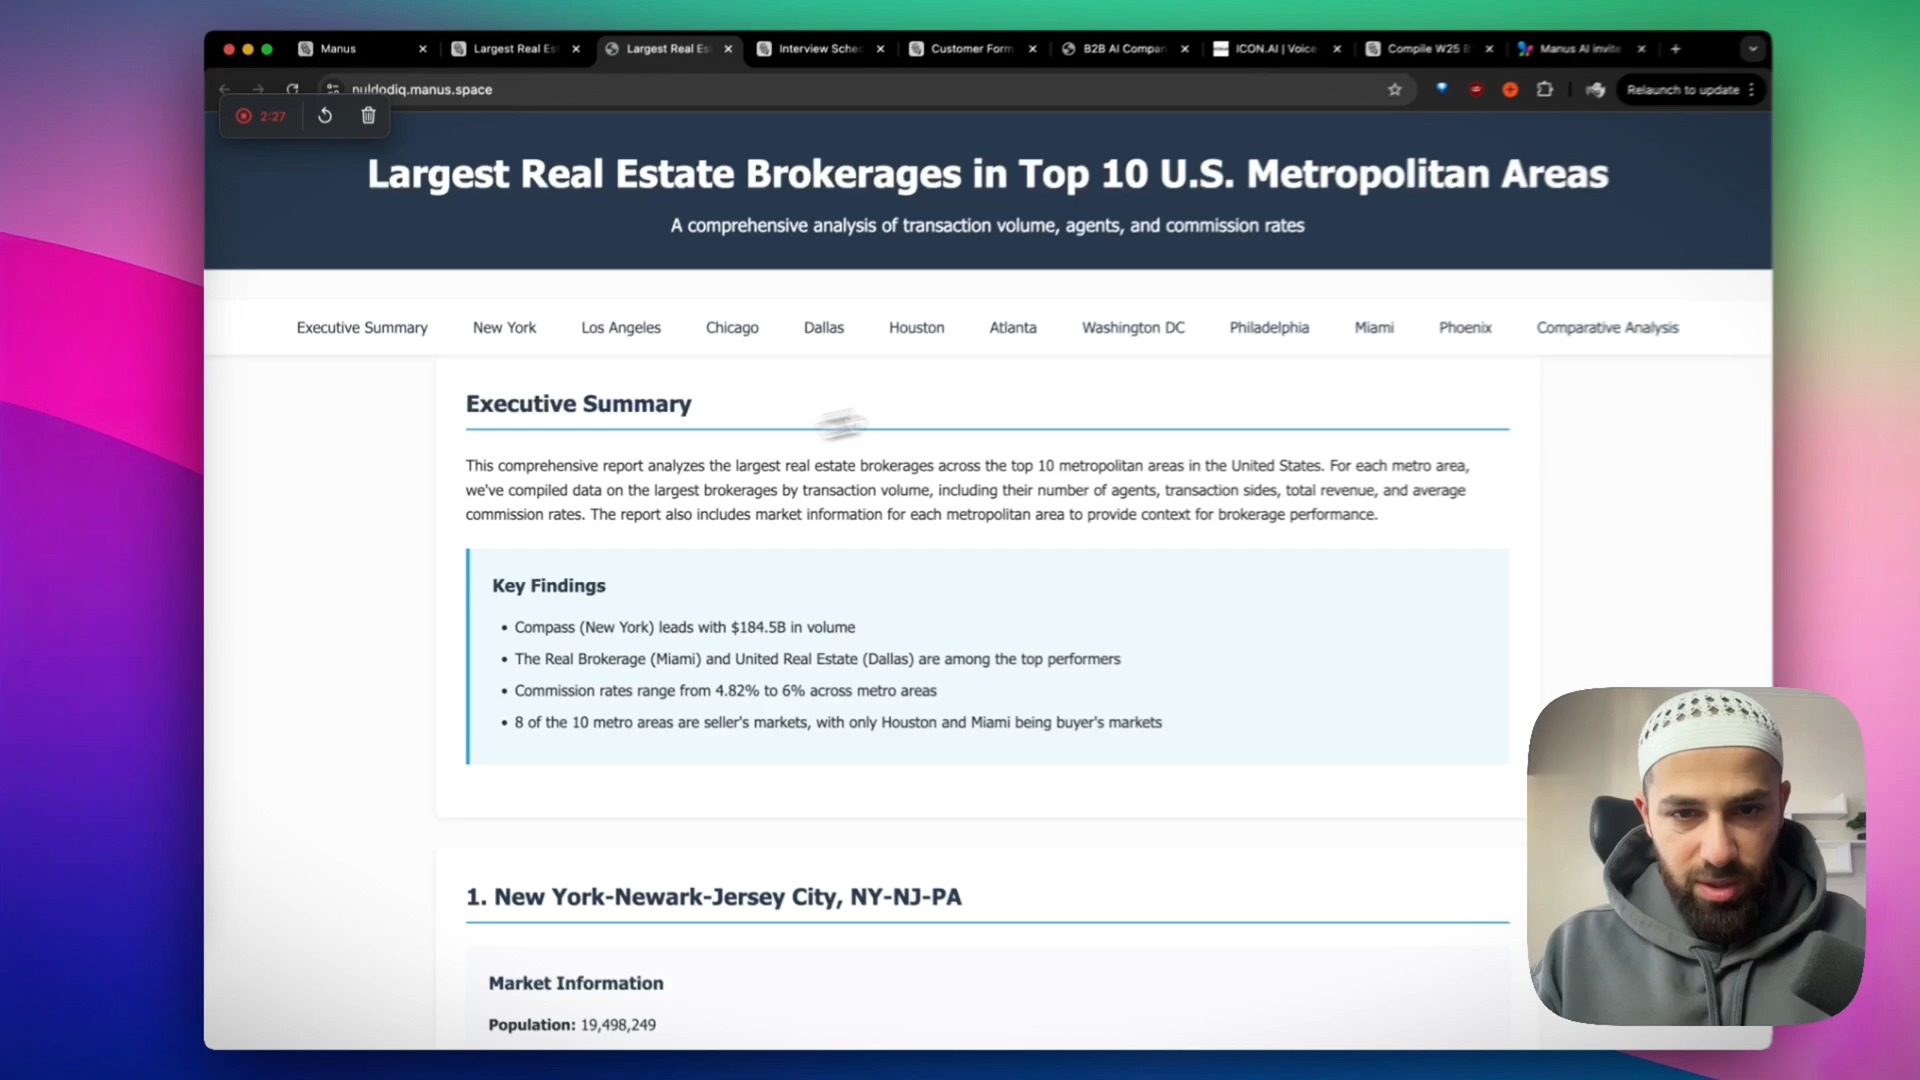 Manus
Largest Real Es
Largest Real Es
Interview Sche
Customer Form
B2B AI Compan
ICON.AI | Voice
Compile W25 B
Manus AI invite
nuldodiq.manus.space
Relaunch to update
2:27
Largest Real Estate Brokerages in Top 10 U.S. Metropolitan Areas
A comprehensive analysis of transaction volume, agents, and commission rates
Executive Summary New York Los Angeles Chicago Dallas Houston Atlanta Washington DC Philadelphia Miami Phoenix Comparative Analysis
Executive Summary
This comprehensive report analyzes the largest real estate brokerages across the top 10 metropolitan areas in the United States. For each metro area,
we've compiled data on the largest brokerages by transaction volume, including their number of agents, transaction sides, total revenue, and average
commission rates. The report also includes market information for each metropolitan area to provide context for brokerage performance.
Key Findings
• Compass (New York) leads with $184.5B in volume
• The Real Brokerage (Miami) and United Real Estate (Dallas) are among the top performers
• Commission rates range from 4.82% to 6% across metro areas
• 8 of the 10 metro areas are seller's markets, with only Houston and Miami being buyer's markets
1. New York-Newark-Jersey City, NY-NJ-PA
Market Information
Population: 19,498,249